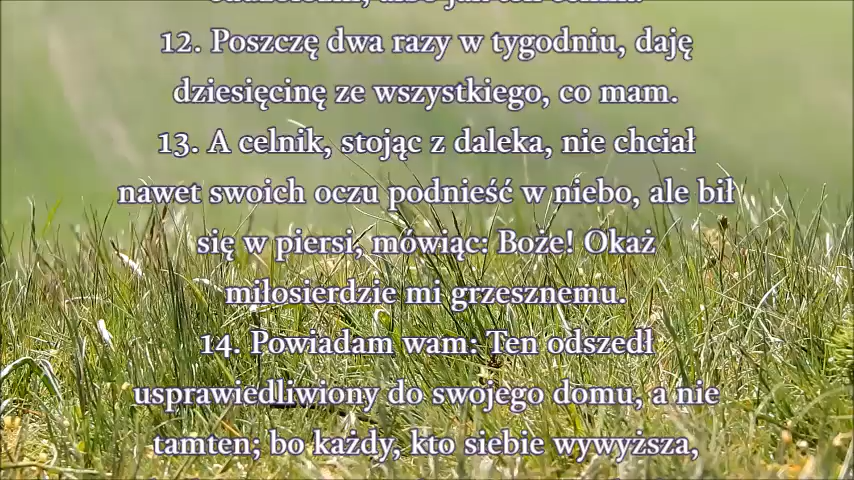 12. Poszczę dwa razy w tygodniu, daję
dziesięcinę ze wszystkiego, co mam.
13. A celnik, stojąc z daleka, nie chciał
nawet swoich oczu podnieść w niebo, ale bił
się w piersi, mówiąc: Boże! Okaż
miłosierdzie mi grzesznemu.
14. Powiadam wam: Ten odszedł
usprawiedliwiony do swojego domu, a nie
tamten; bo każdy, kto siebie wywyższa,